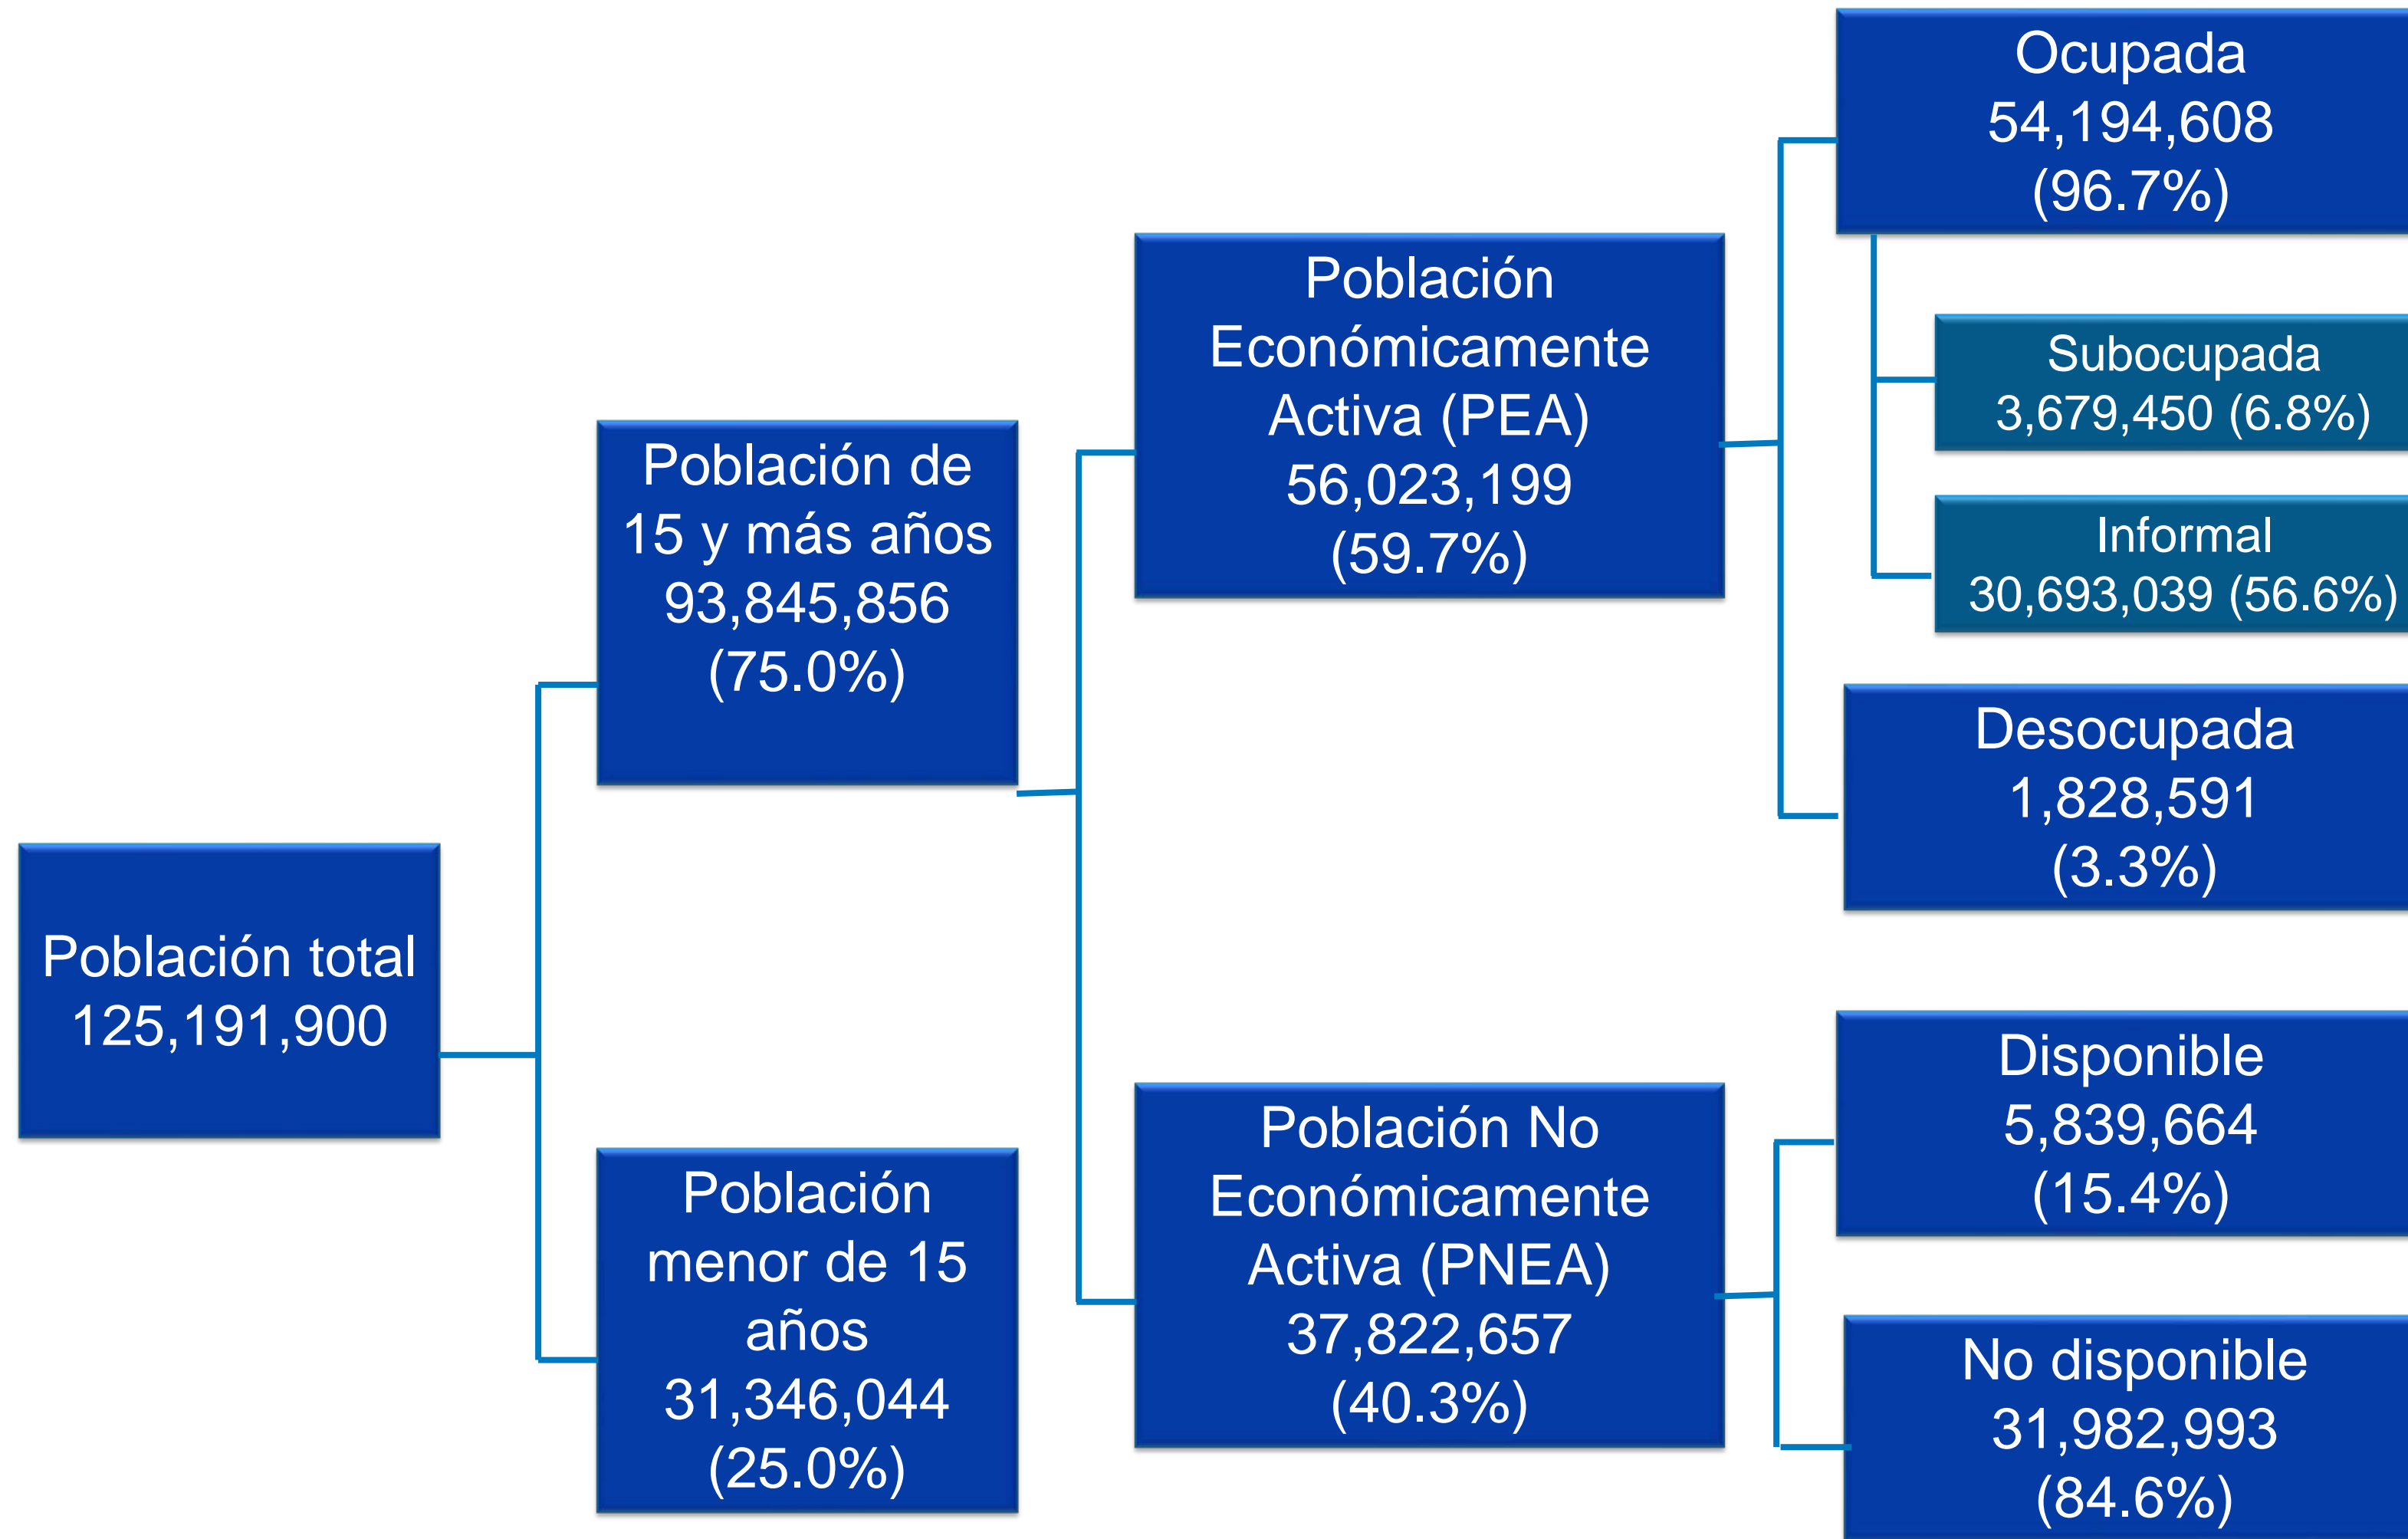 Población total
125,191,900
Población de
15 y más años
93,845,856
(75.0%)
Población
menor de 15
años
31,346,044
(25.0%)
Población
Económicamente
Activa (PEA)
56,023,199
(59.7%)
Población No
Económicamente
Activa (PNEA)
37,822,657
(40.3%)
Ocupada
54,194,608
(96.7%)
Subocupada
3,679,450 (6.8%)
Informal
30,693,039 (56.6%)
Desocupada
1,828,591
(3.3%)
Disponible
5,839,664
(15.4%)
No disponible
31,982,993
(84.6%)